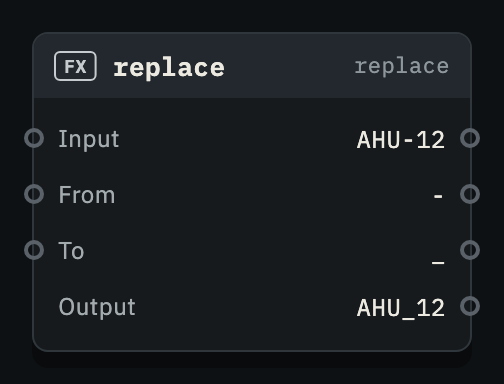 FX replace replace
Input AHU-12
From -
To _
Output AHU_12